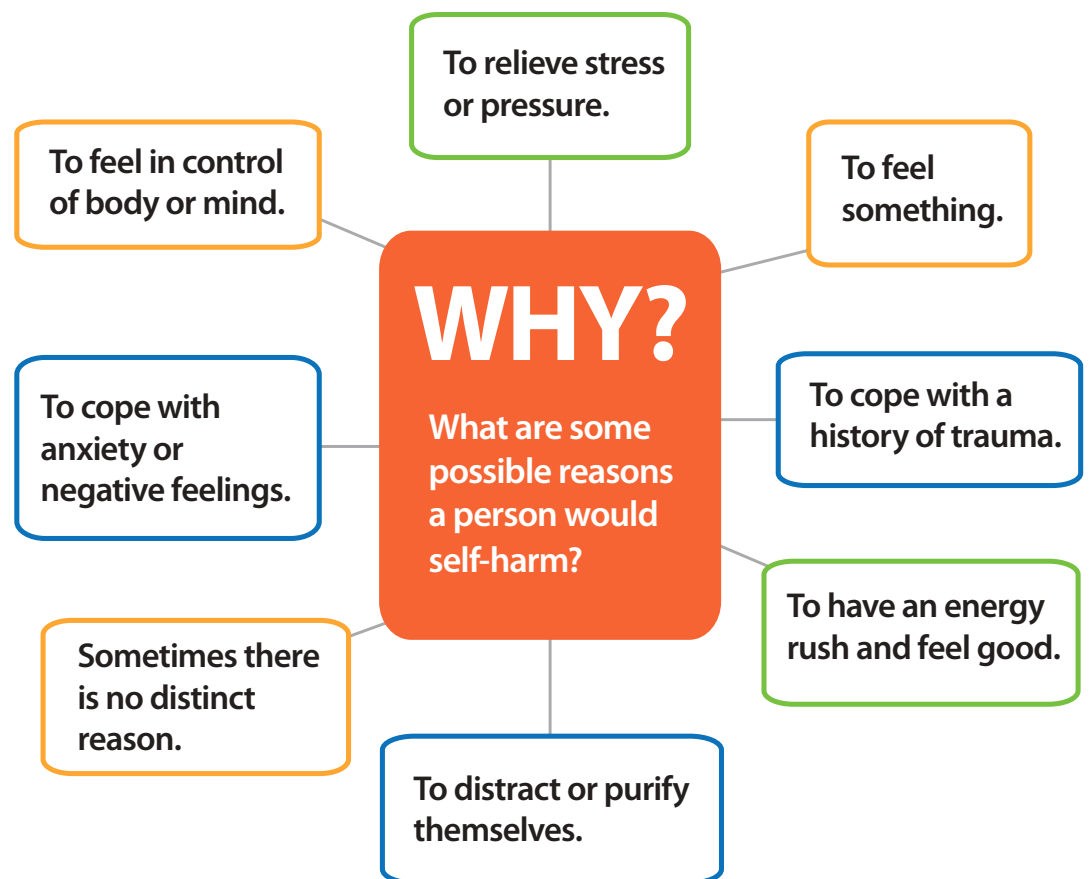 To relieve stress
or pressure.
To feel in control
of body or mind.
To feel
something.
WHY?
What are some
possible reasons
a person would
self-harm?
To cope with
anxiety or
negative feelings.
To cope with a
history of trauma.
To have an energy
rush and feel good.
Sometimes there
is no distinct
reason.
To distract or purify
themselves.